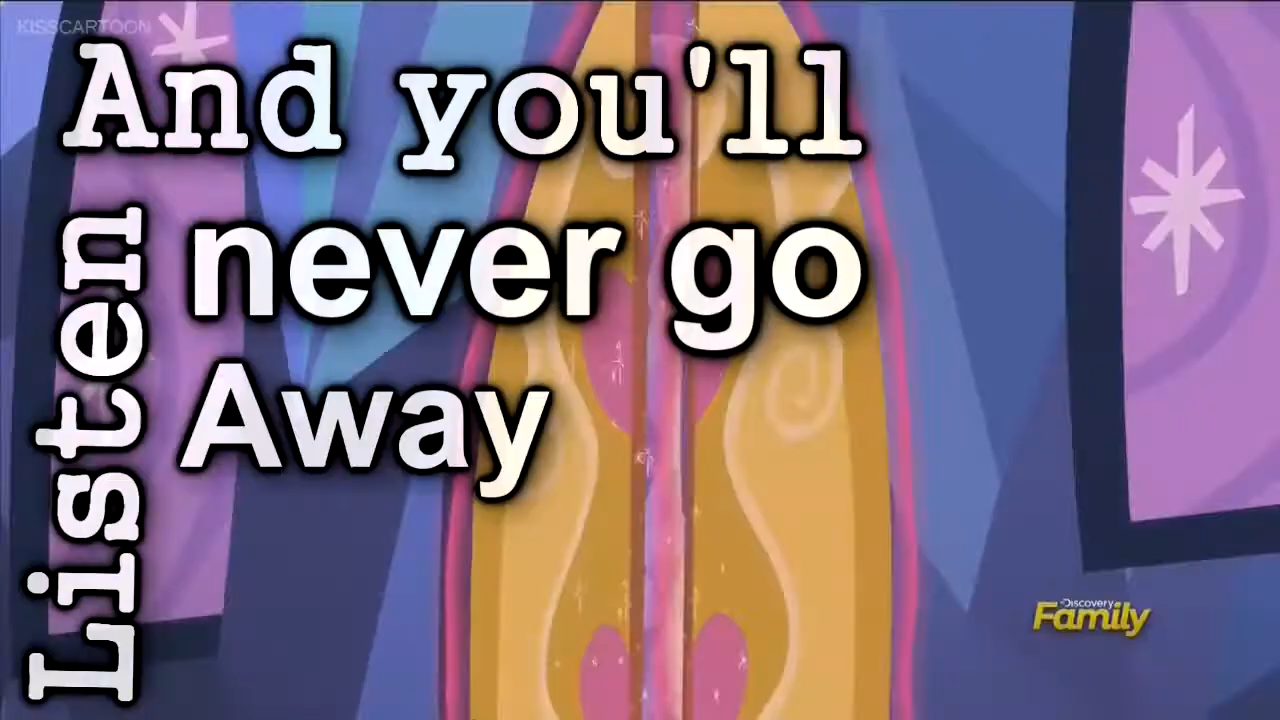 KISSCARTOON
And you'll
never go
Away
Listen
Discovery
Family